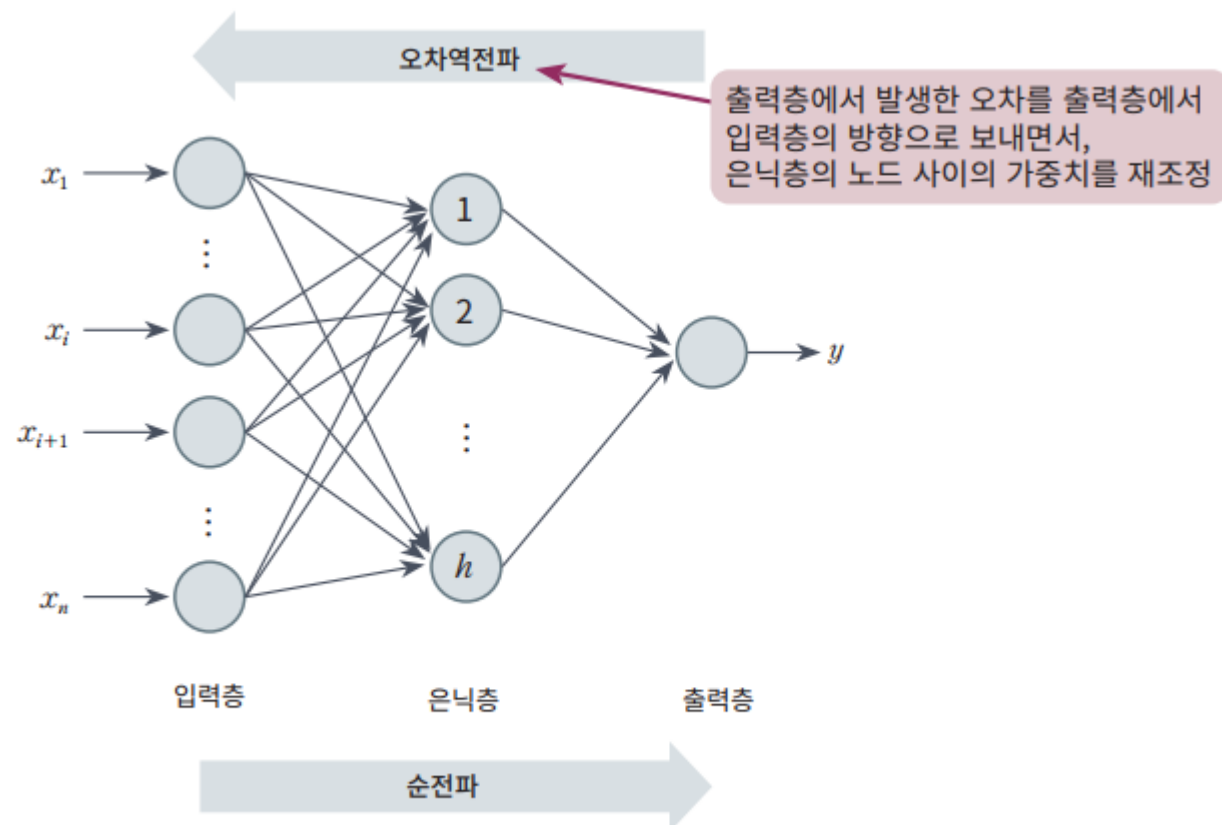 오차역전파
출력층에서 발생한 오차를 출력층에서
입력층의 방향으로 보내면서,
은닉층의 노드 사이의 가중치를 재조정
x₁
⋮
xᵢ
xᵢ₊₁
⋮
xₙ
1
2
⋮
h
y
입력층
은닉층
출력층
순전파